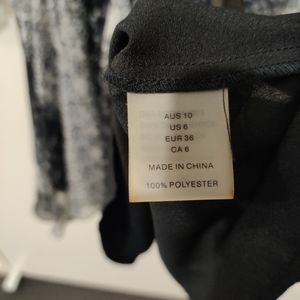 AUS 10
US 6
EUR 36
CA 6
MADE IN CHINA
100% POLYESTER